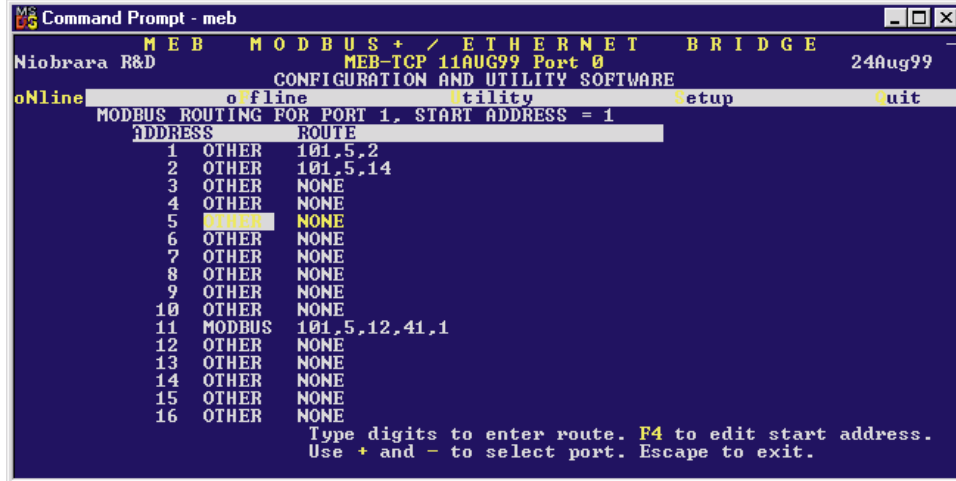 Command Prompt - meb
M E B M O D B U S + / E T H E R N E T B R I D G E
Niobrara R&D MEB-TCP 11AUG99 Port 0 24Aug99
CONFIGURATION AND UTILITY SOFTWARE
oNline oFfline Utility Setup Quit
MODBUS ROUTING FOR PORT 1, START ADDRESS = 1
ADDRESS ROUTE
1 OTHER 101,5,2
2 OTHER 101,5,14
3 OTHER NONE
4 OTHER NONE
5 OTHER NONE
6 OTHER NONE
7 OTHER NONE
8 OTHER NONE
9 OTHER NONE
10 OTHER NONE
11 MODBUS 101,5,12,41,1
12 OTHER NONE
13 OTHER NONE
14 OTHER NONE
15 OTHER NONE
16 OTHER NONE
Type digits to enter route. F4 to edit start address.
Use + and - to select port. Escape to exit.